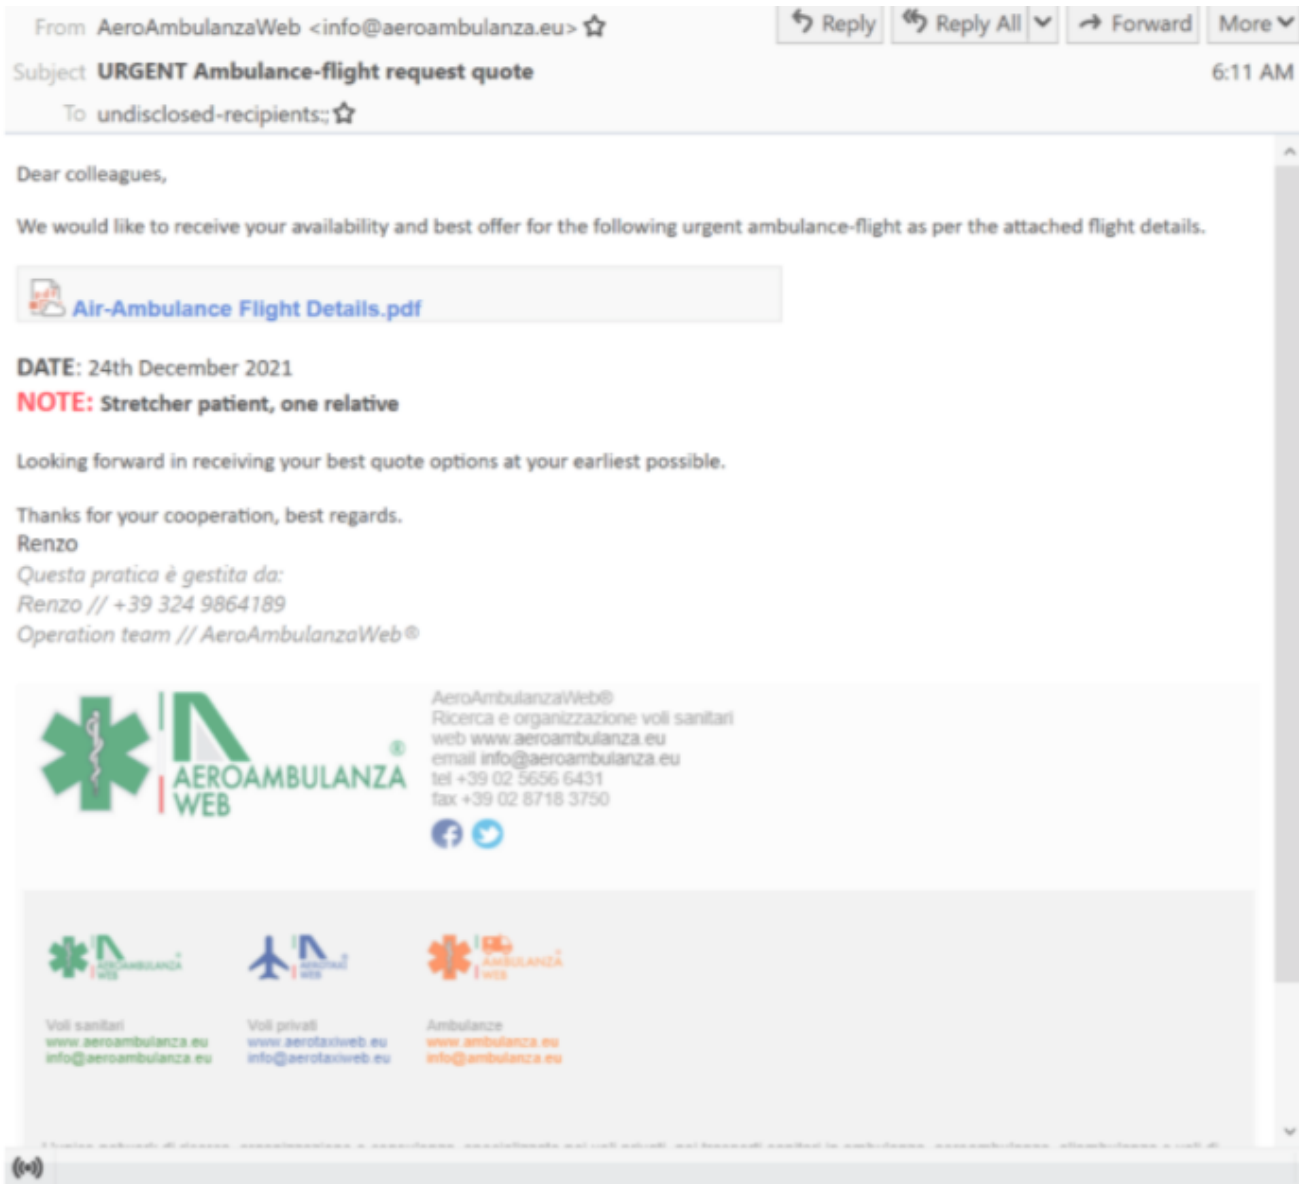 From AeroAmbulanzaWeb <info@aeroambulanza.eu>
Reply
Reply All
Forward
More
Subject URGENT Ambulance-flight request quote
6:11 AM
To undisclosed-recipients:;
Dear colleagues,
We would like to receive your availability and best offer for the following urgent ambulance-flight as per the attached flight details.
pdf
Air-Ambulance Flight Details.pdf
DATE: 24th December 2021
NOTE: Stretcher patient, one relative
Looking forward in receiving your best quote options at your earliest possible.
Thanks for your cooperation, best regards.
Renzo
Questa pratica è gestita da:
Renzo // +39 324 9864189
Operation team // AeroAmbulanzaWeb®
AEROAMBULANZA®
WEB
AeroAmbulanzaWeb®
Ricerca e organizzazione voli sanitari
web www.aeroambulanza.eu
email info@aeroambulanza.eu
tel +39 02 5656 6431
fax +39 02 8718 3750
AEROAMBULANZA
WEB
AEROTAXI
WEB
AMBULANZA
WEB
Voli sanitari
www.aeroambulanza.eu
info@aeroambulanza.eu
Voli privati
www.aerotaxiweb.eu
info@aerotaxiweb.eu
Ambulanze
www.ambulanza.eu
info@ambulanza.eu